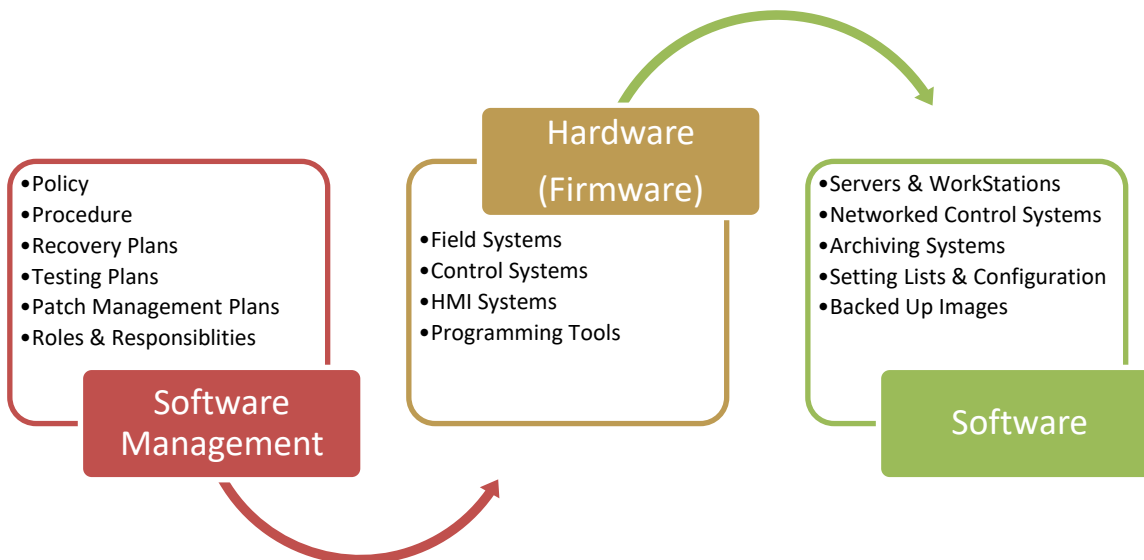 •Policy
•Procedure
•Recovery Plans
•Testing Plans
•Patch Management Plans
•Roles & Responsiblities
Software
Management
Hardware
(Firmware)
•Field Systems
•Control Systems
•HMI Systems
•Programming Tools
•Servers & WorkStations
•Networked Control Systems
•Archiving Systems
•Setting Lists & Configuration
•Backed Up Images
Software